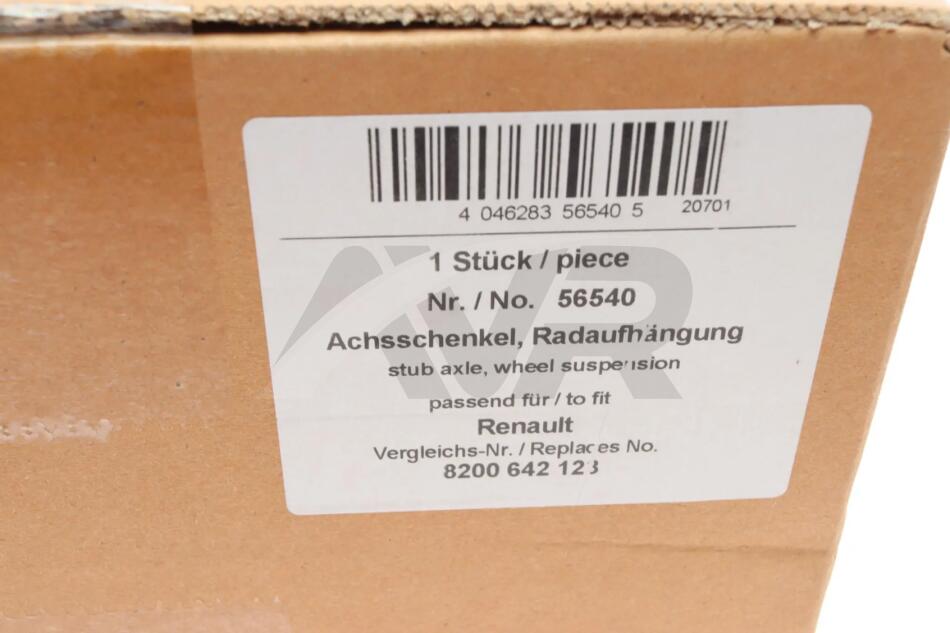 4 046283 56540 5 20701
1 Stück / piece
Nr. / No. 56540
Achsschenkel, Radaufhängung
stub axle, wheel suspension
passend für / to fit
Renault
Vergleichs-Nr. / Replaces No.
8200 642 123
VR